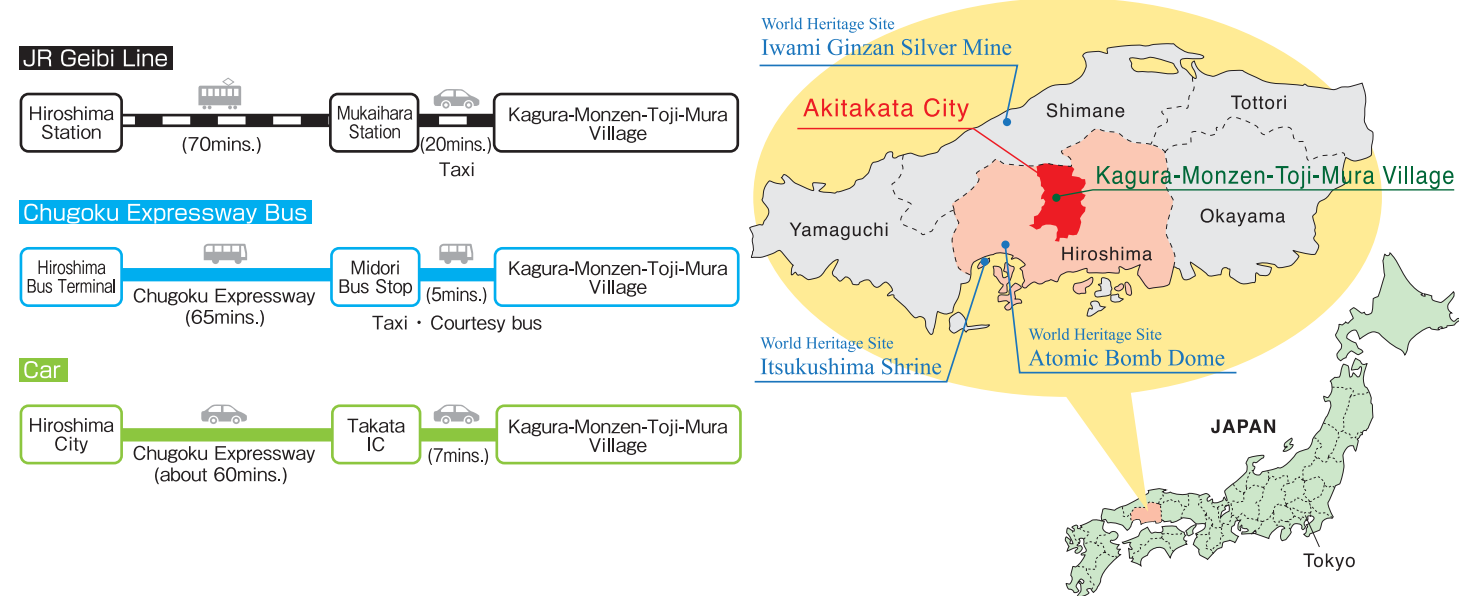 JR Geibi Line
Hiroshima
Station
(70mins.)
Mukaihara
Station
(20mins.)
Taxi
Kagura-Monzen-Toji-Mura
Village
Chugoku Expressway Bus
Hiroshima
Bus Terminal
Chugoku Expressway
(65mins.)
Midori
Bus Stop
(5mins.)
Taxi・Courtesy bus
Kagura-Monzen-Toji-Mura
Village
Car
Hiroshima
City
Chugoku Expressway
(about 60mins.)
Takata
IC
(7mins.)
Kagura-Monzen-Toji-Mura
Village
World Heritage Site
Iwami Ginzan Silver Mine
Akitakata City
Shimane
Tottori
Kagura-Monzen-Toji-Mura Village
Yamaguchi
Okayama
Hiroshima
World Heritage Site
Itsukushima Shrine
World Heritage Site
Atomic Bomb Dome
JAPAN
Tokyo